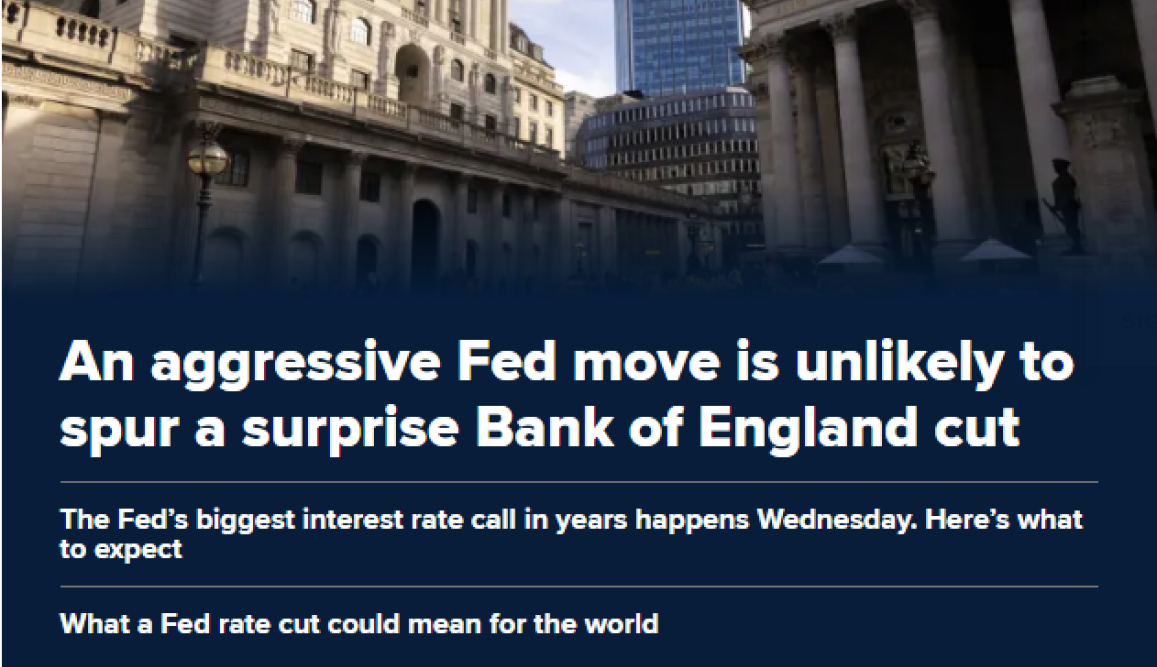 An aggressive Fed move is unlikely to
spur a surprise Bank of England cut
The Fed’s biggest interest rate call in years happens Wednesday. Here’s what
to expect
What a Fed rate cut could mean for the world